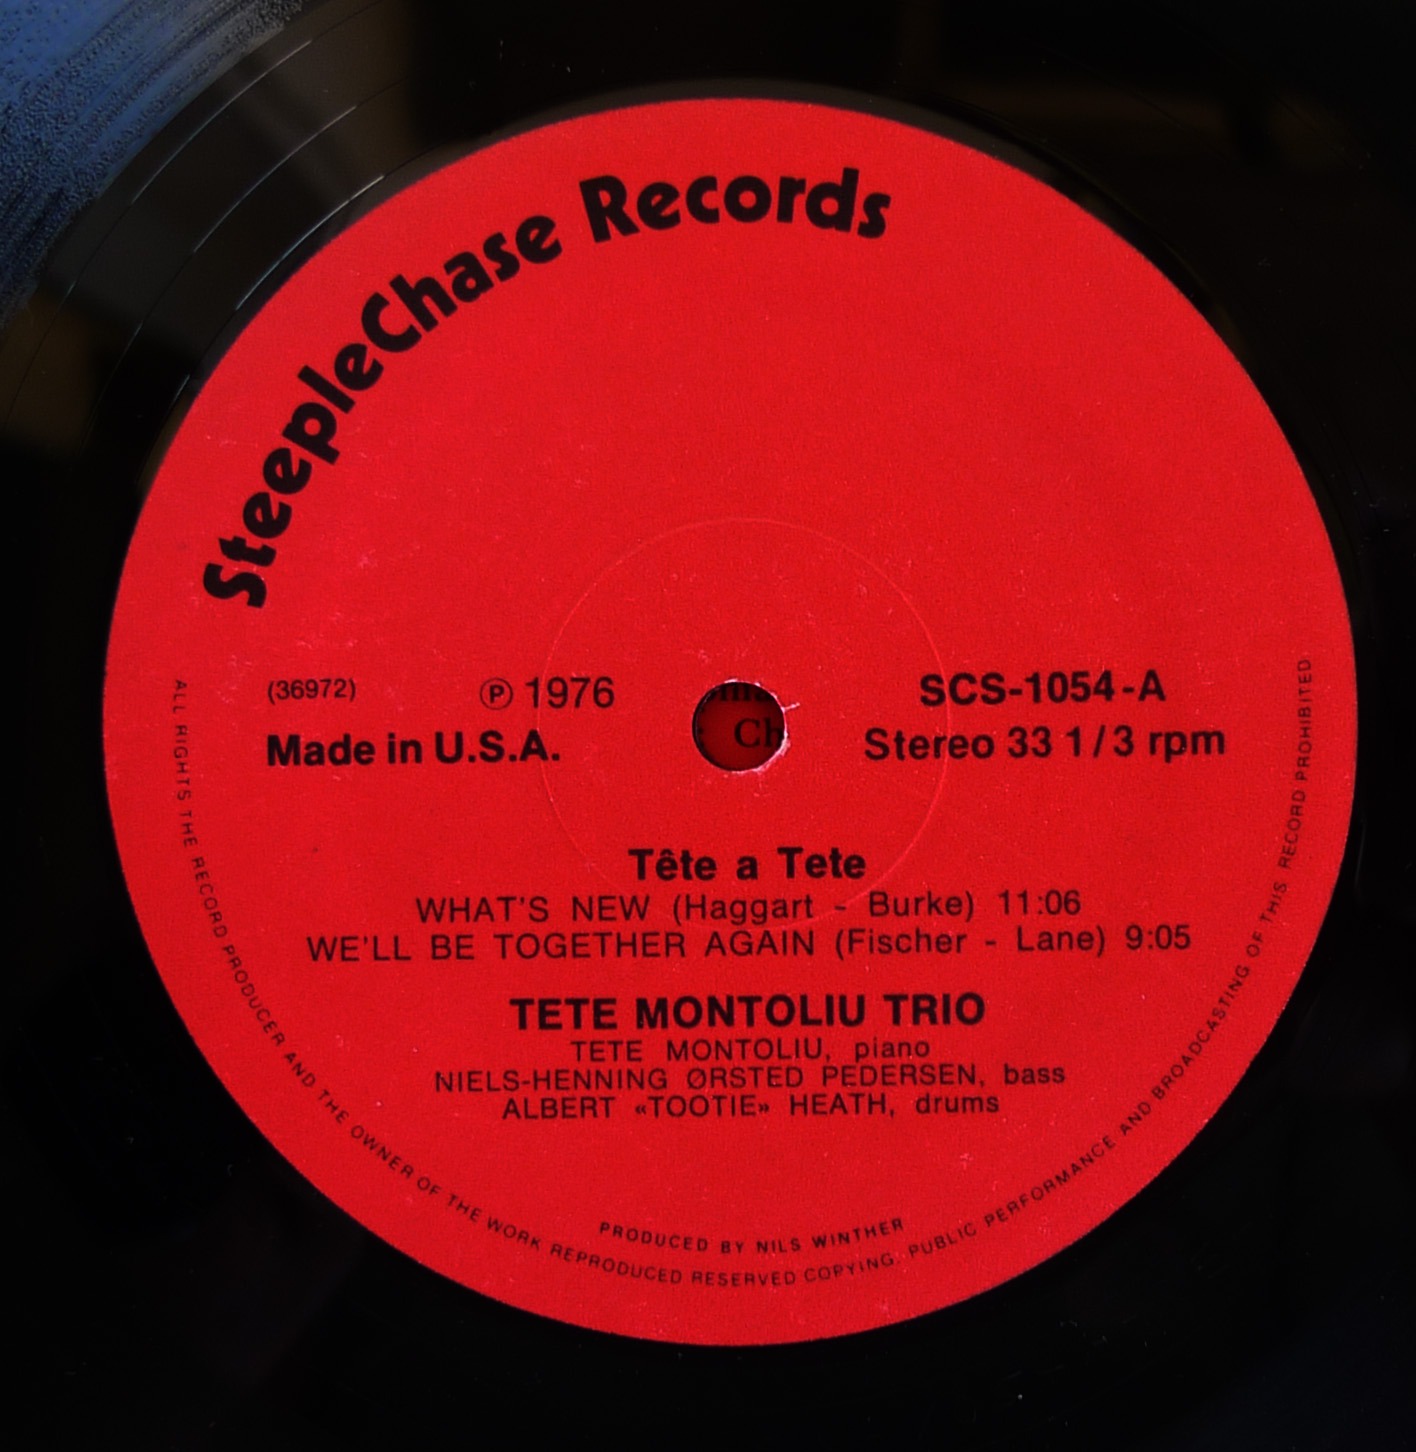 SteepleChase Records
(36972) Ⓟ 1976
SCS-1054-A
Made in U.S.A.
Stereo 33 1/3 rpm
Tête a Tete
WHAT'S NEW (Haggart - Burke) 11:06
WE'LL BE TOGETHER AGAIN (Fischer - Lane) 9:05
TETE MONTOLIU TRIO
TETE MONTOLIU, piano
NIELS-HENNING ØRSTED PEDERSEN, bass
ALBERT «TOOTIE» HEATH, drums
PRODUCED BY NILS WINTHER
ALL RIGHTS THE RECORD PRODUCER AND THE OWNER OF THE WORK REPRODUCED RESERVED COPYING, PUBLIC PERFORMANCE AND BROADCASTING OF THIS RECORD PROHIBITED